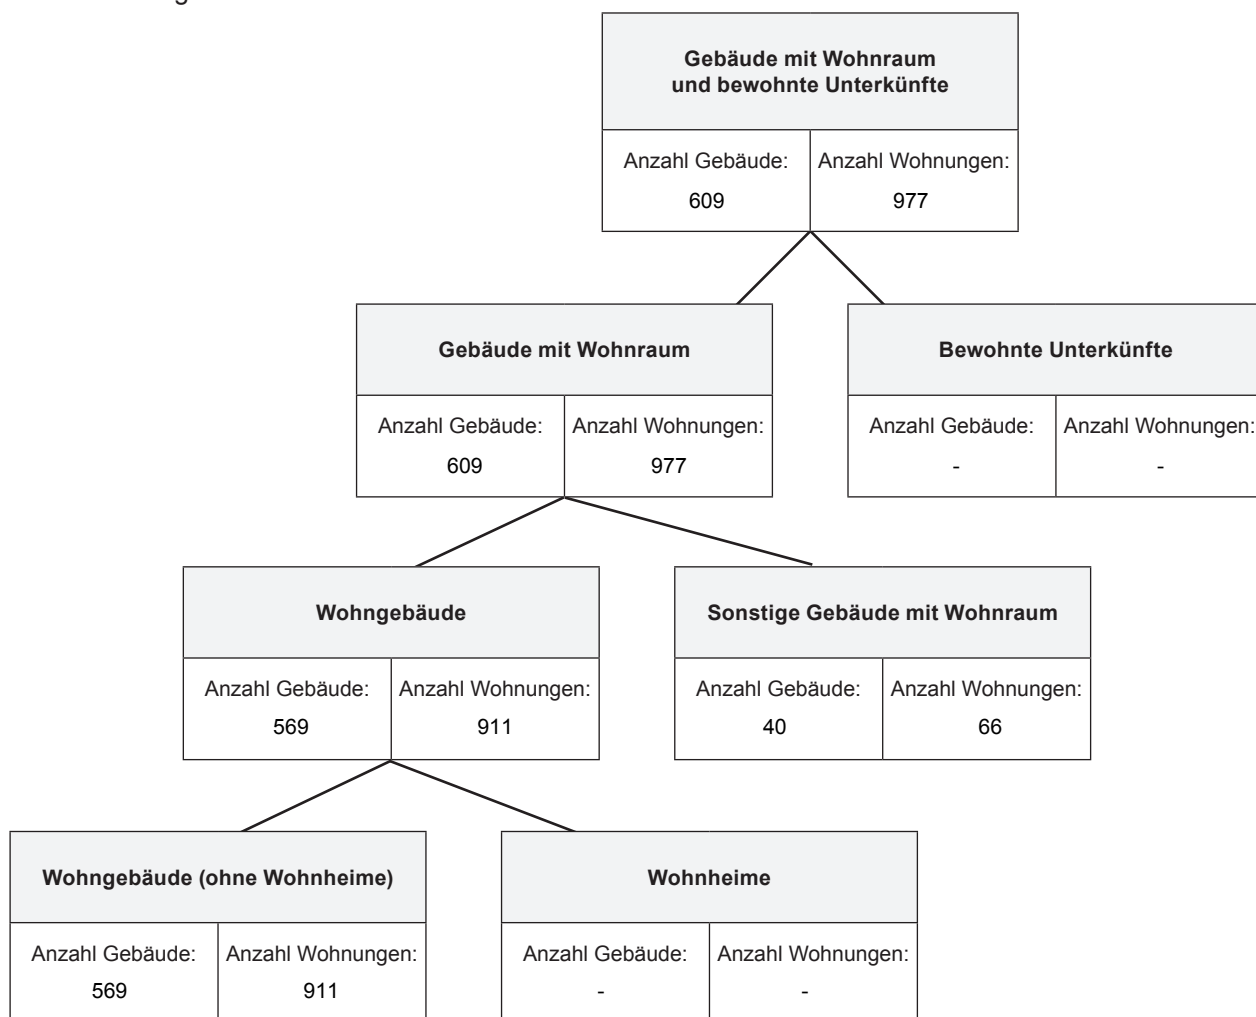 Gebäude mit Wohnraum
und bewohnte Unterkünfte
Anzahl Gebäude: Anzahl Wohnungen:
609 977
Gebäude mit Wohnraum Bewohnte Unterkünfte
Anzahl Gebäude: Anzahl Wohnungen: Anzahl Gebäude: Anzahl Wohnungen:
609 977 - -
Wohngebäude Sonstige Gebäude mit Wohnraum
Anzahl Gebäude: Anzahl Wohnungen: Anzahl Gebäude: Anzahl Wohnungen:
569 911 40 66
Wohngebäude (ohne Wohnheime) Wohnheime
Anzahl Gebäude: Anzahl Wohnungen: Anzahl Gebäude: Anzahl Wohnungen:
569 911 - -